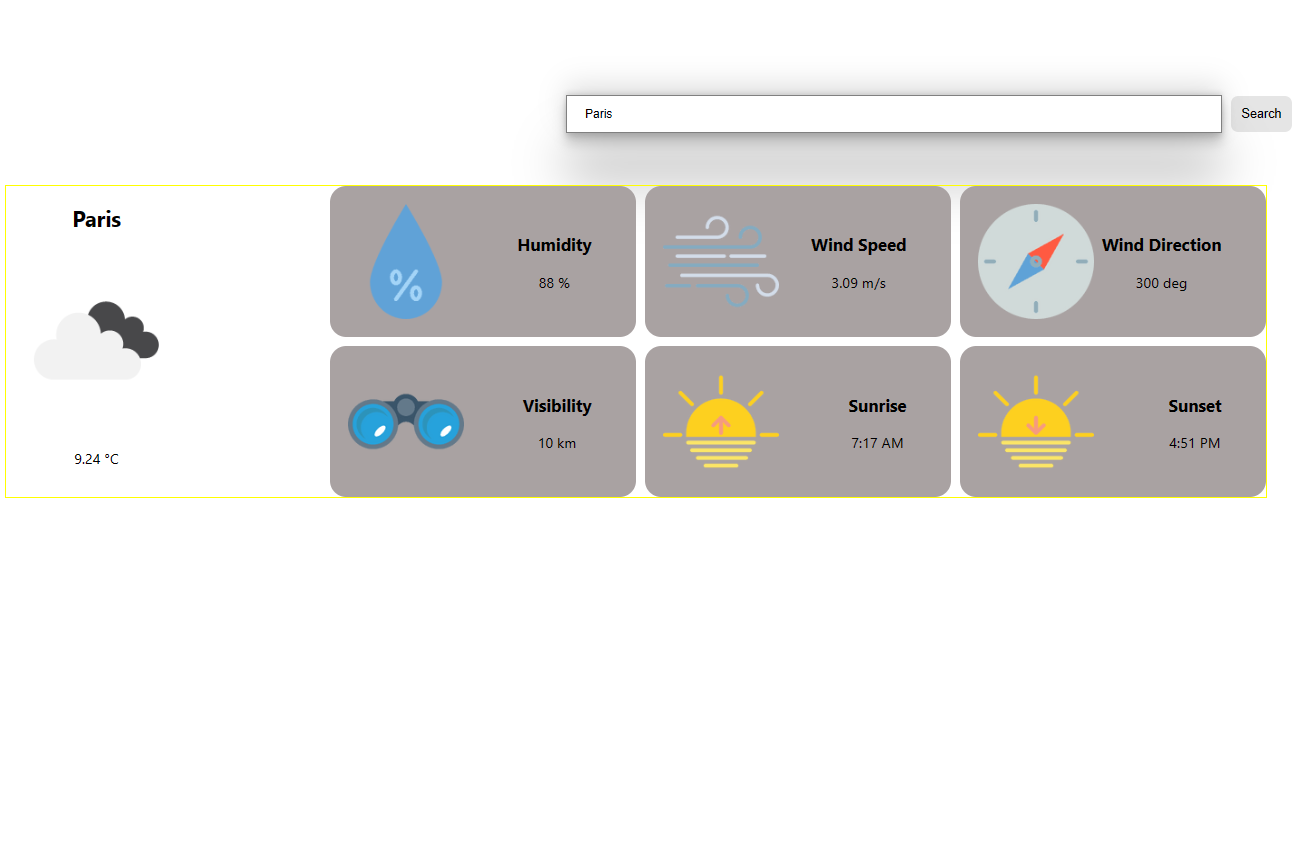 Paris
Search
Paris
9.24 °C
%
Humidity
88 %
Wind Speed
3.09 m/s
Wind Direction
300 deg
Visibility
10 km
Sunrise
7:17 AM
Sunset
4:51 PM